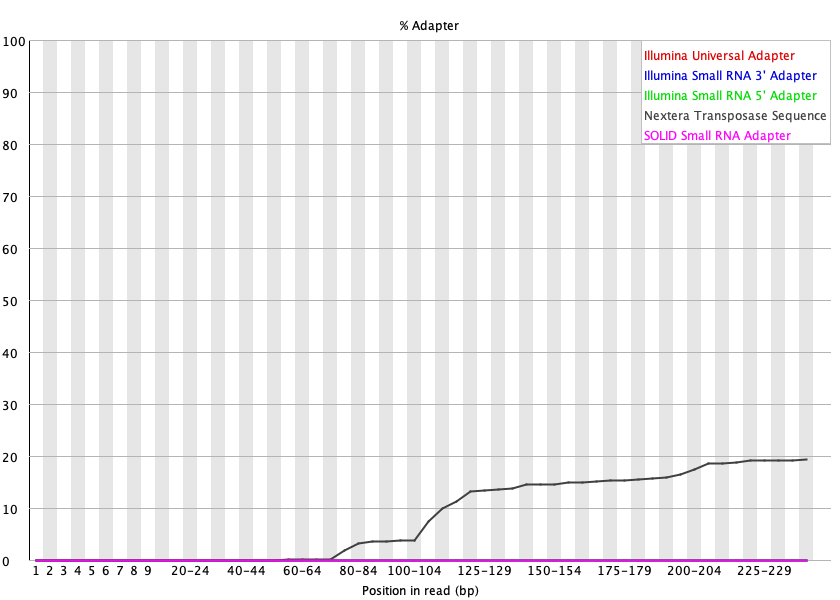 % Adapter
100
90
80
70
60
50
40
30
20
10
0
Illumina Universal Adapter
Illumina Small RNA 3' Adapter
Illumina Small RNA 5' Adapter
Nextera Transposase Sequence
SOLID Small RNA Adapter
1 2 3 4 5 6 7 8 9 20-24 40-44 60-64 80-84 100-104 125-129 150-154 175-179 200-204 225-229
Position in read (bp)